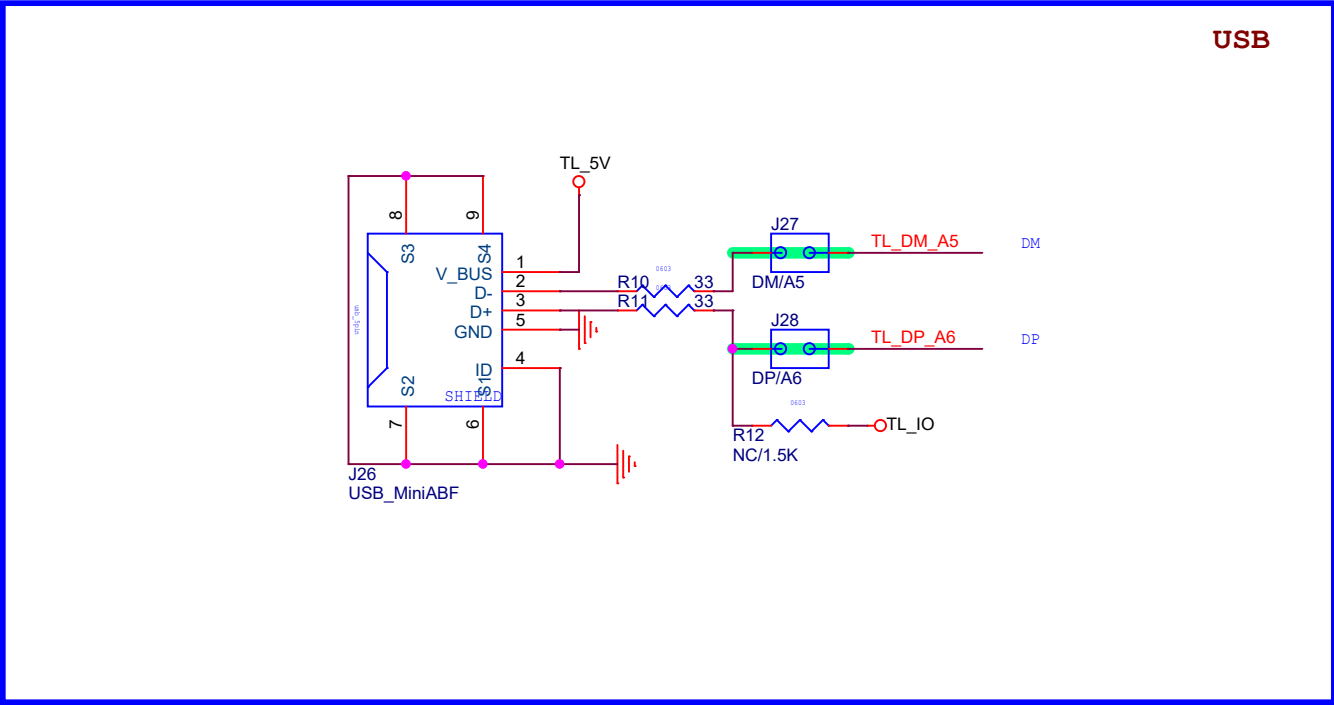 USB
TL_5V
8
9
S3
S4
J27
TL_DM_A5
DM
V_BUS
1
D-
2
R10
0603
33
DM/A5
D+
3
R11
33
GND
5
J28
TL_DP_A6
DP
ID
4
DP/A6
S2
S1
SHIELD
0603
TL_IO
7
6
R12
NC/1.5K
J26
USB_MiniABF